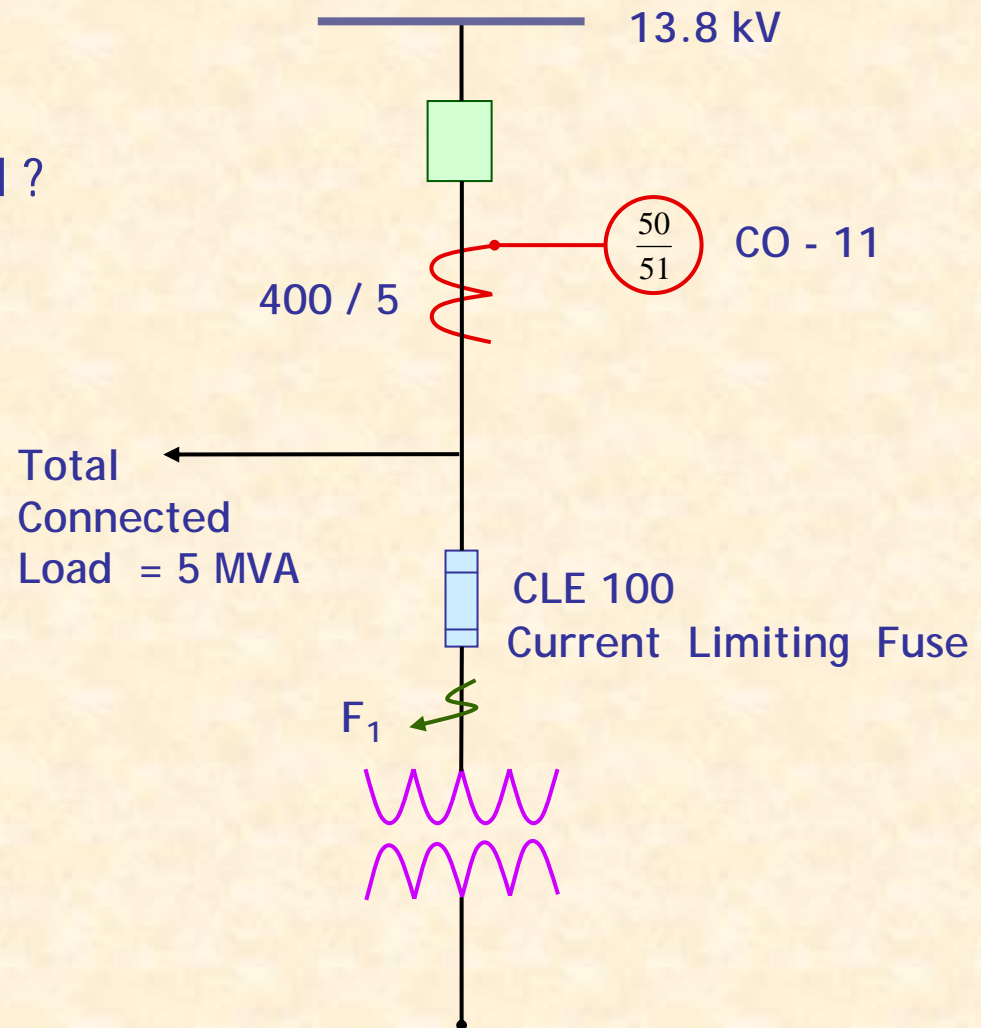 13.8 kV
?
50
51
CO - 11
400 / 5
Total
Connected
Load = 5 MVA
CLE 100
Current Limiting Fuse
F₁